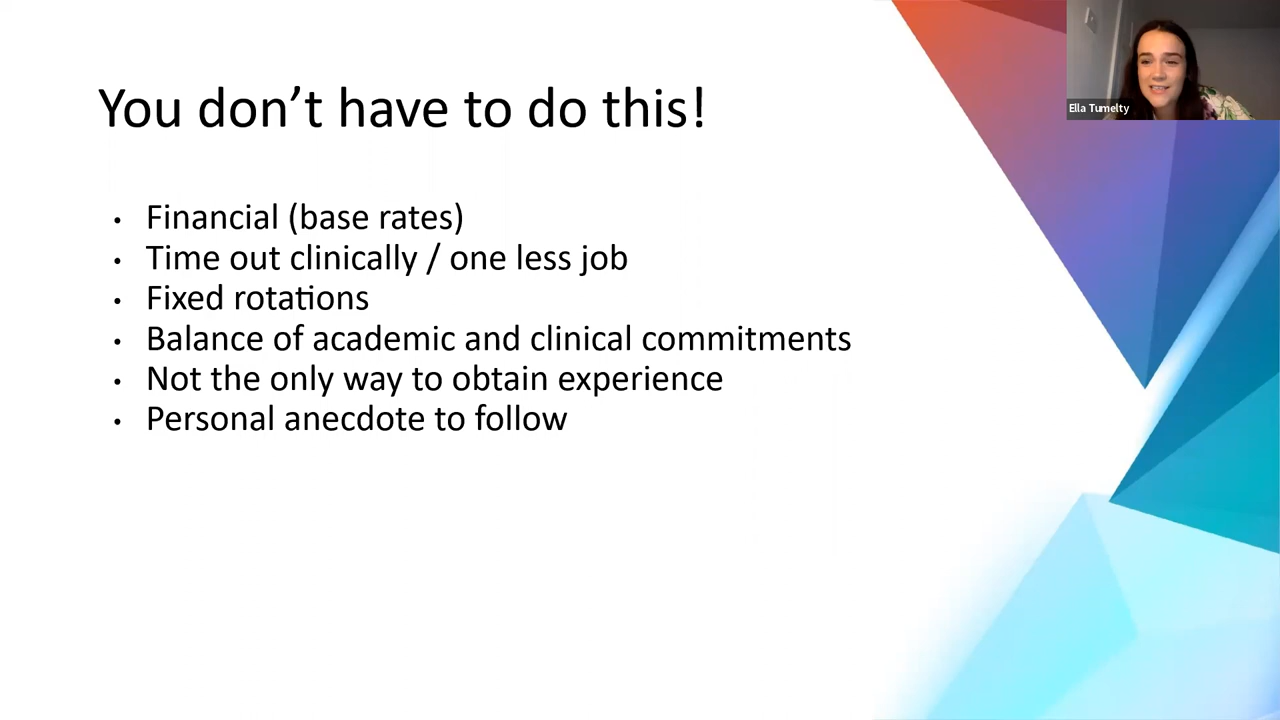 You don't have to do this!
• Financial (base rates)
• Time out clinically / one less job
• Fixed rotations
• Balance of academic and clinical commitments
• Not the only way to obtain experience
• Personal anecdote to follow
Ella Tumelty